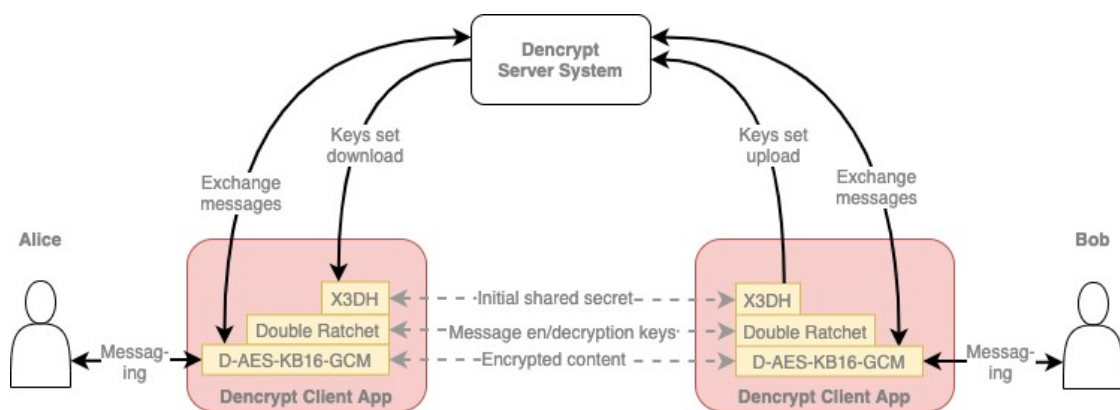 Dencrypt
Server System
Keys set
download
Keys set
upload
Exchange
messages
Exchange
messages
Alice
Bob
X3DH
Initial shared secret
X3DH
Double Ratchet
Message en/decryption keys
Double Ratchet
Messag-
ing
D-AES-KB16-GCM
Encrypted content
D-AES-KB16-GCM
Messag-
ing
Dencrypt Client App
Dencrypt Client App